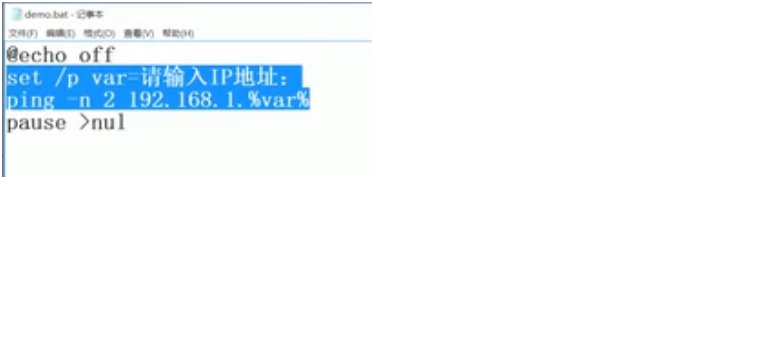 demo.bat - 记事本
文件(F) 编辑(E) 格式(O) 查看(V) 帮助(H)
@echo off
set /p var=请输入IP地址:
ping -n 2 192.168.1.%var%
pause >nul